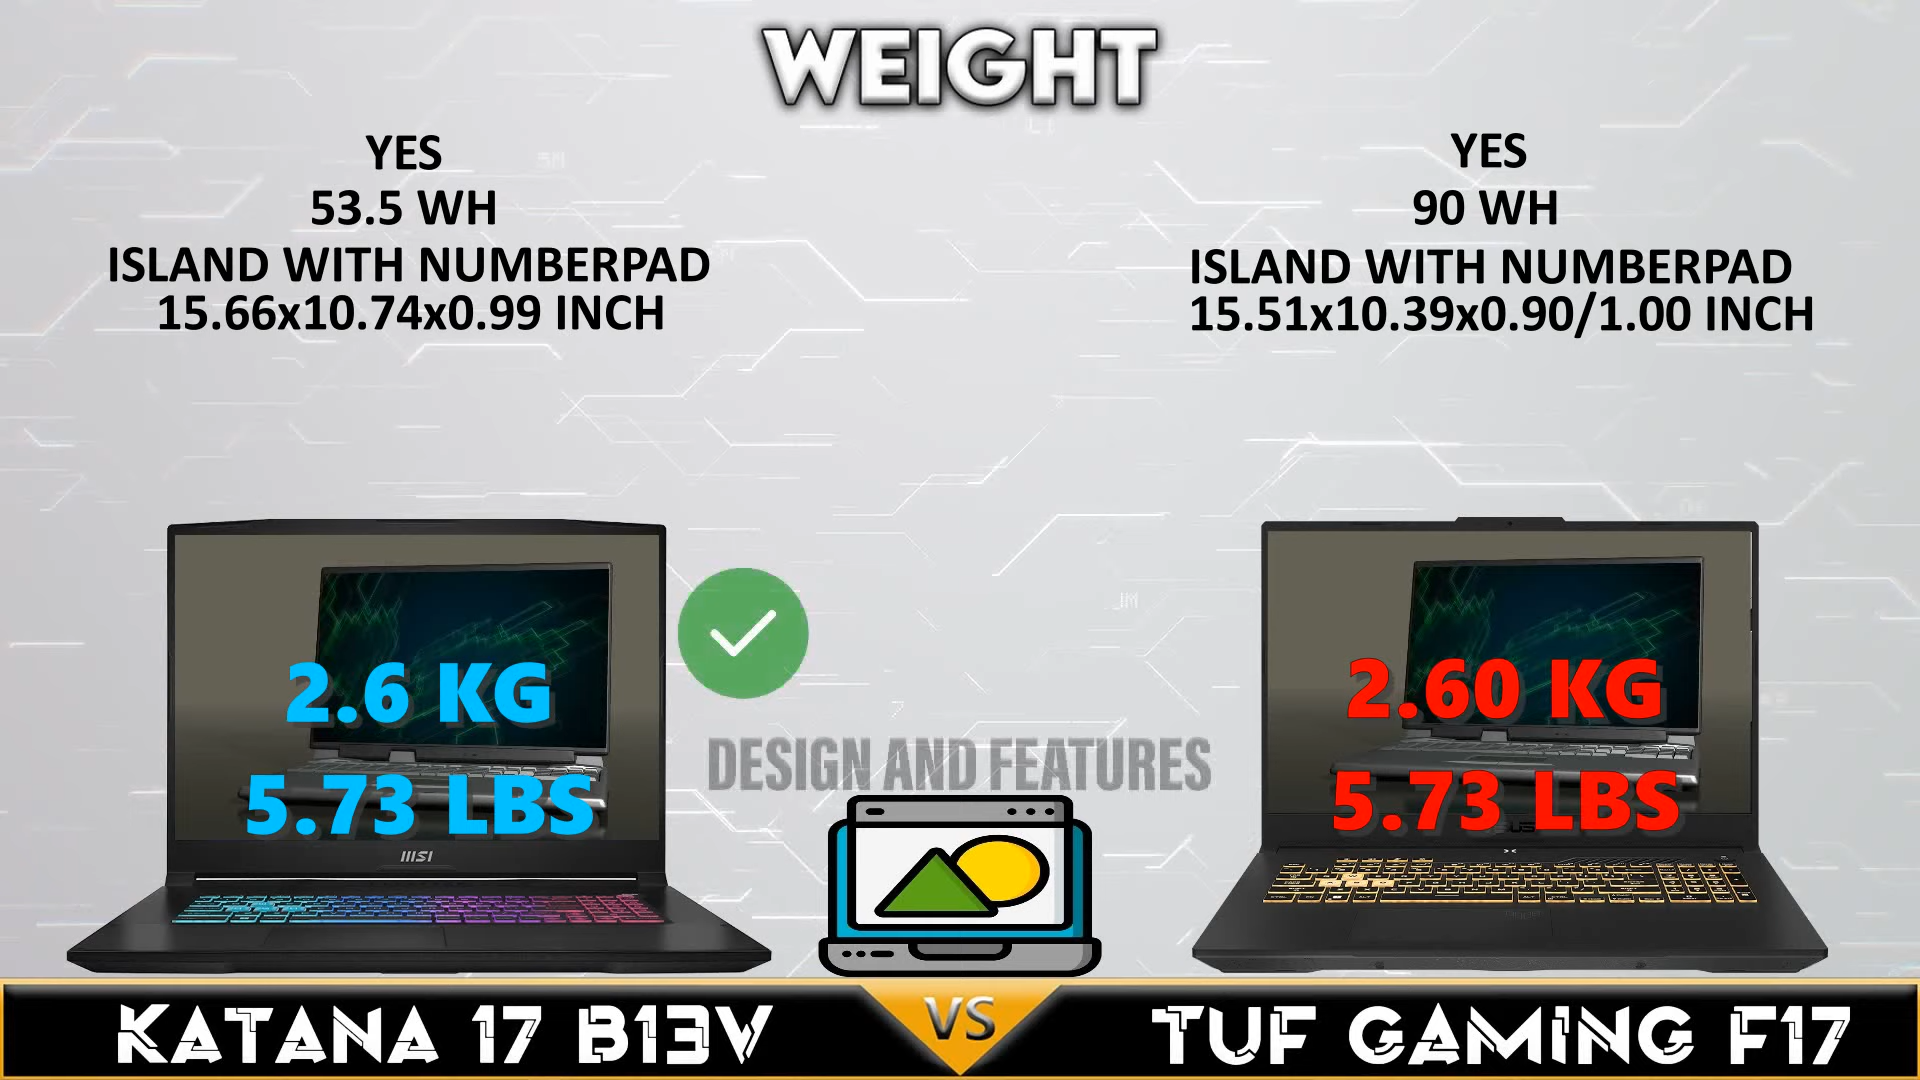 WEIGHT
YES
53.5 WH
ISLAND WITH NUMBERPAD
15.66x10.74x0.99 INCH
YES
90 WH
ISLAND WITH NUMBERPAD
15.51x10.39x0.90/1.00 INCH
2.6 KG
5.73 LBS
msi
DESIGN AND FEATURES
2.60 KG
5.73 LBS
KATANA 17 B13V
VS
TUF GAMING F17